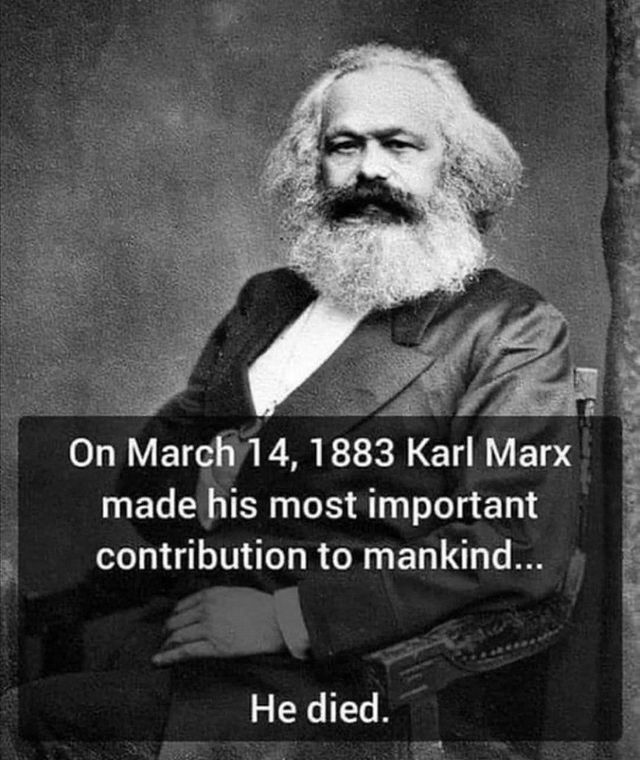 On March 14, 1883 Karl Marx
made his most important
contribution to mankind...
He died.